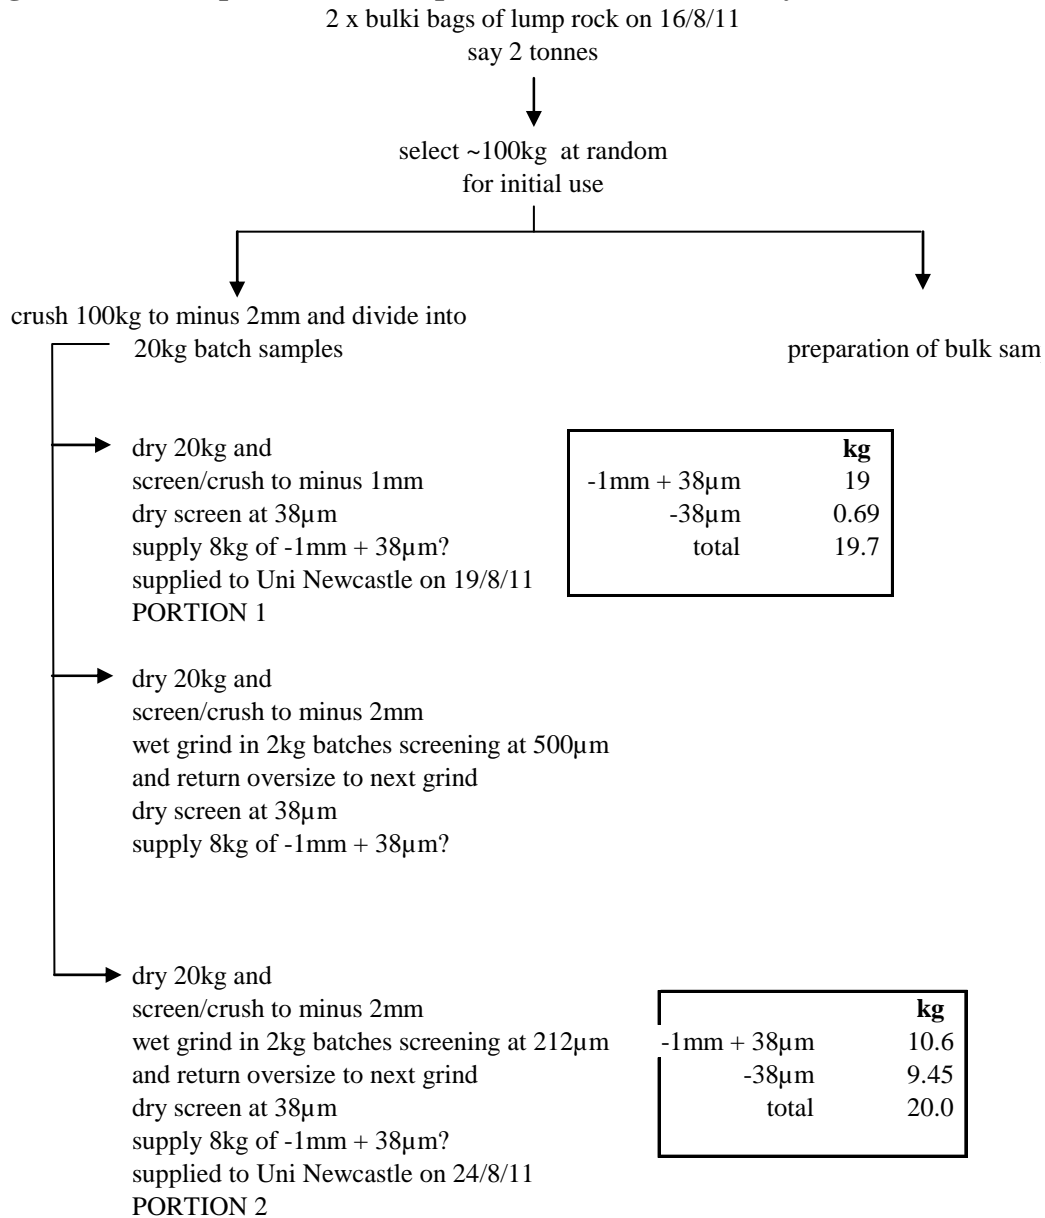 2 x bulki bags of lump rock on 16/8/11
say 2 tonnes
select ~100kg at random
for initial use
crush 100kg to minus 2mm and divide into
20kg batch samples
preparation of bulk sam
dry 20kg and
screen/crush to minus 1mm
dry screen at 38µm
supply 8kg of -1mm + 38µm?
supplied to Uni Newcastle on 19/8/11
PORTION 1
kg
-1mm + 38µm 19
-38µm 0.69
total 19.7
dry 20kg and
screen/crush to minus 2mm
wet grind in 2kg batches screening at 500µm
and return oversize to next grind
dry screen at 38µm
supply 8kg of -1mm + 38µm?
dry 20kg and
screen/crush to minus 2mm
wet grind in 2kg batches screening at 212µm
and return oversize to next grind
dry screen at 38µm
supply 8kg of -1mm + 38µm?
supplied to Uni Newcastle on 24/8/11
PORTION 2
kg
-1mm + 38µm 10.6
-38µm 9.45
total 20.0